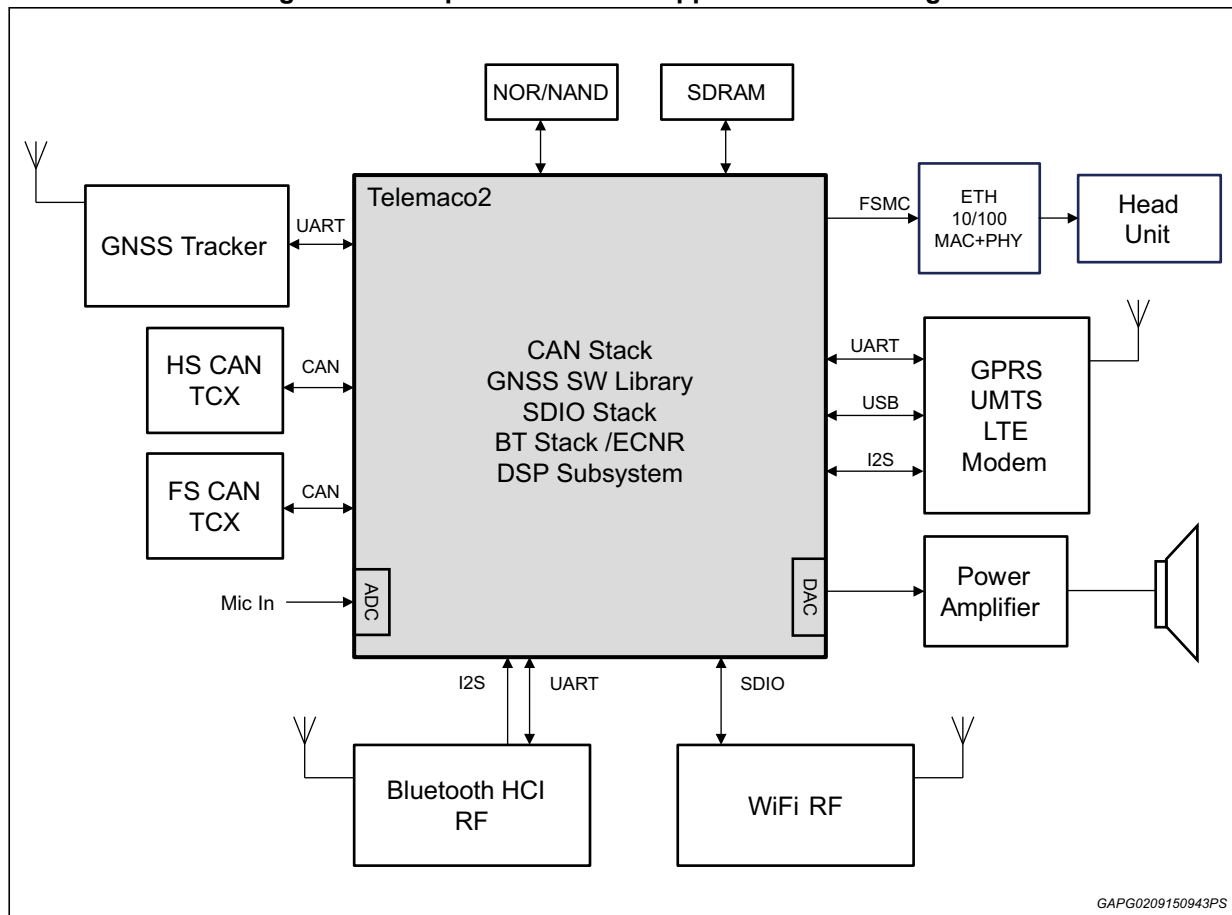 NOR/NAND
SDRAM
Telemaco2
GNSS Tracker
UART
FSMC
ETH
10/100
MAC+PHY
Head
Unit
HS CAN
TCX
CAN
FS CAN
TCX
CAN
CAN Stack
GNSS SW Library
SDIO Stack
BT Stack /ECNR
DSP Subsystem
UART
USB
I2S
GPRS
UMTS
LTE
Modem
Mic In
ADC
DAC
Power
Amplifier
I2S
UART
SDIO
Bluetooth HCI
RF
WiFi RF
GAPG0209150943PS